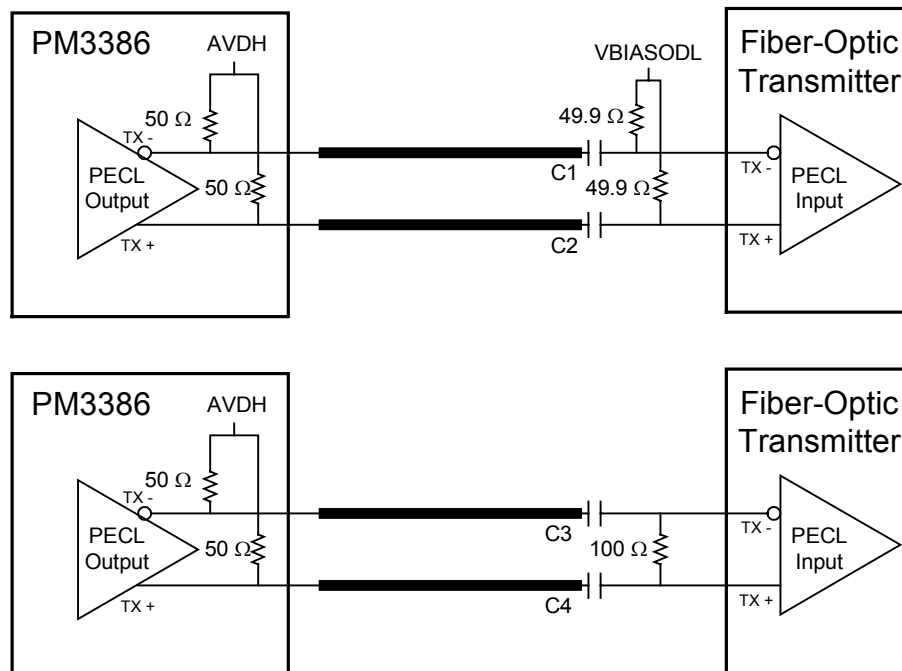 PM3386
AVDH
50 Ω
TX -
PECL
Output
50 Ω
TX +
VBIASODL
49.9 Ω
C1
49.9 Ω
C2
Fiber-Optic
Transmitter
TX -
PECL
Input
TX +
PM3386
AVDH
50 Ω
TX -
PECL
Output
50 Ω
TX +
C3
100 Ω
C4
Fiber-Optic
Transmitter
TX -
PECL
Input
TX +